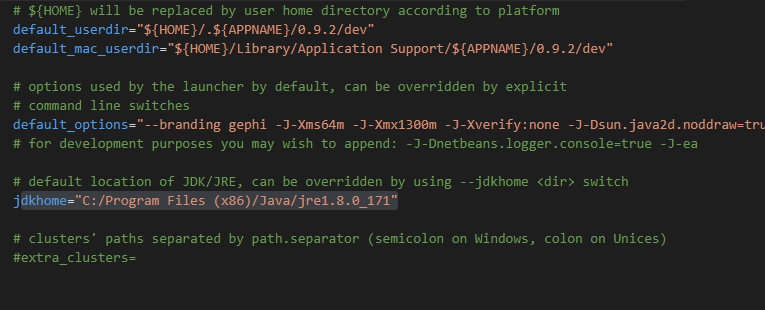 # ${HOME} will be replaced by user home directory according to platform
default_userdir="${HOME}/.${APPNAME}/0.9.2/dev"
default_mac_userdir="${HOME}/Library/Application Support/${APPNAME}/0.9.2/dev"
# options used by the launcher by default, can be overridden by explicit
# command line switches
default_options="--branding gephi -J-Xms64m -J-Xmx1300m -J-Xverify:none -J-Dsun.java2d.noddraw=tru
# for development purposes you may wish to append: -J-Dnetbeans.logger.console=true -J-ea
# default location of JDK/JRE, can be overridden by using --jdkhome <dir> switch
jdkhome="C:/Program Files (x86)/Java/jre1.8.0_171"
# clusters' paths separated by path.separator (semicolon on Windows, colon on Unices)
#extra_clusters=